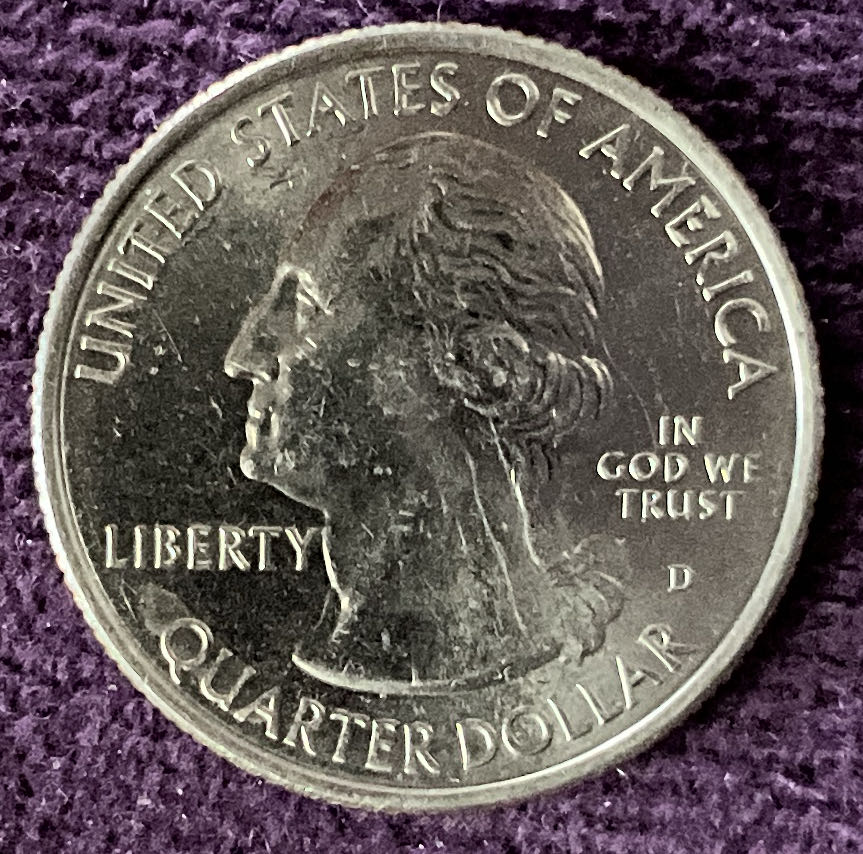 UNITED STATES OF AMERICA
LIBERTY
IN
GOD WE
TRUST
D
QUARTER DOLLAR